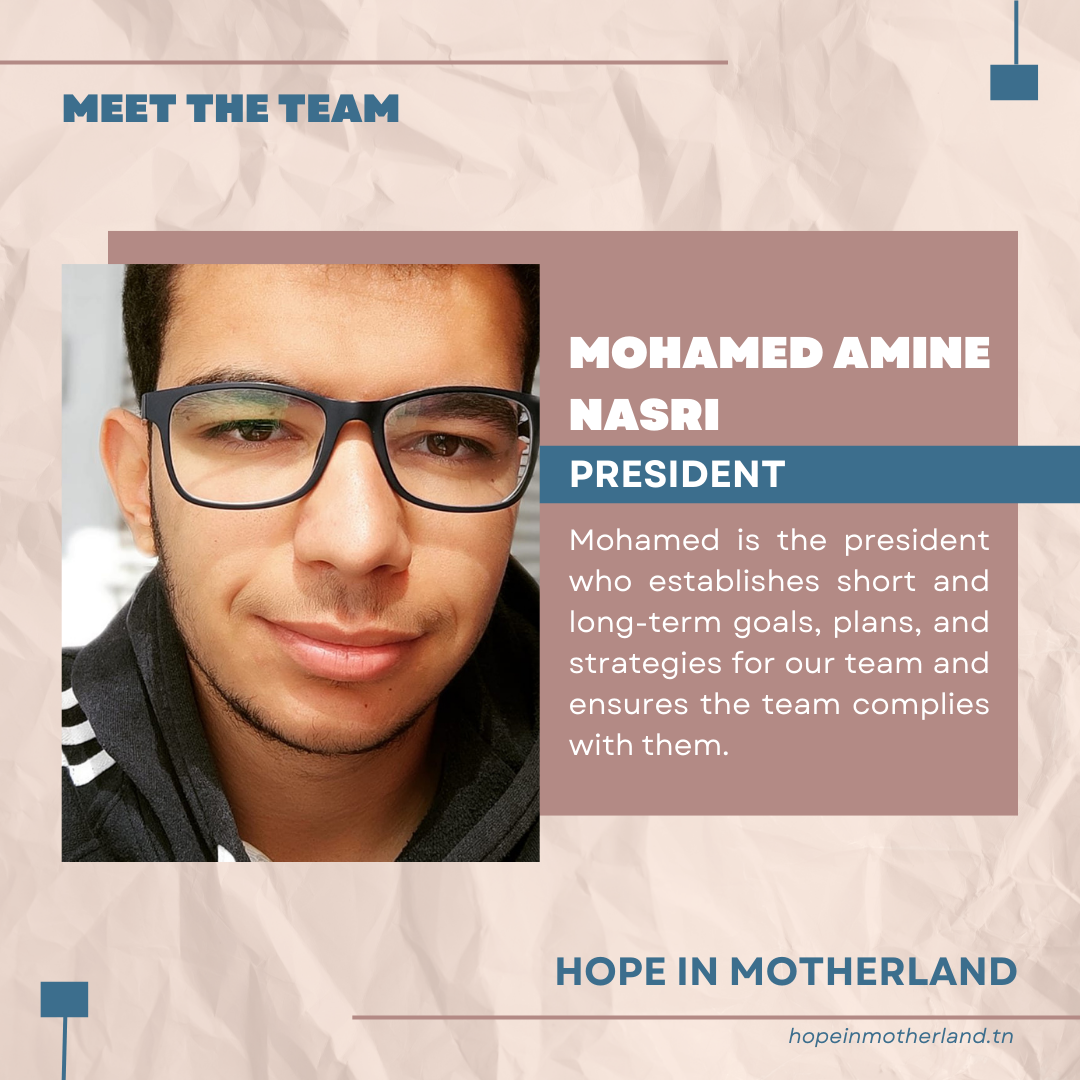 MEET THE TEAM
MOHAMED AMINE
NASRI
PRESIDENT
Mohamed is the president
who establishes short and
long-term goals, plans, and
strategies for our team and
ensures the team complies
with them.
HOPE IN MOTHERLAND
hopeinmotherland.tn